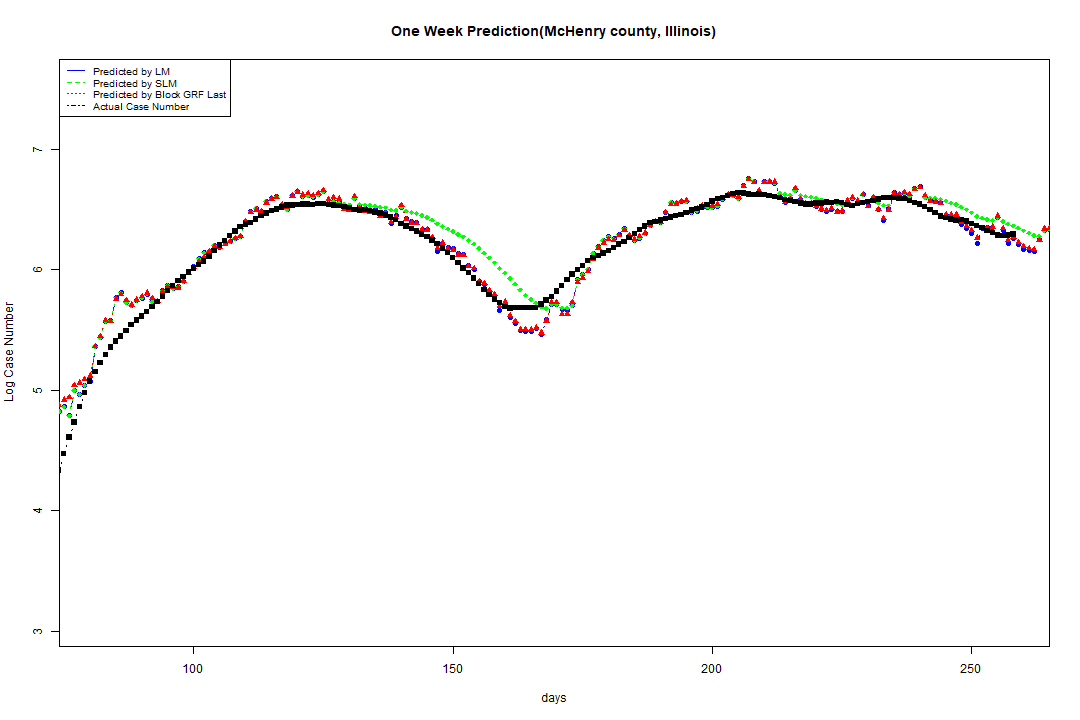 One Week Prediction(McHenry county, Illinois)
Predicted by LM
Predicted by SLM
Predicted by Block GRF Last
Actual Case Number
Log Case Number
7
6
5
4
3
100 150 200 250
days